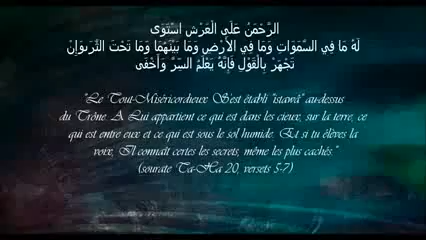 الرَّحْمَنُ عَلَى الْعَرْشِ اسْتَوَى
لَهُ مَا فِي السَّمَوَاتِ وَمَا فِي الأَرْضِ وَمَا بَيْنَهُمَا وَمَا تَحْتَ الثَّرَىوَإِنْ
تَجْهَرْ بِالْقَوْلِ فَإِنَّهُ يَعْلَمُ السِّرَّ وَأَخْفَى
"Le Tout-Miséricordieux S'est établi "istawâ" au-dessus
du Trône. A Lui appartient ce qui est dans les cieux, sur la terre, ce
qui est entre eux et ce qui est sous le sol humide. Et si tu élèves la
voix, Il connaît certes les secrets, même les plus cachés."
(sourate Ta-Ha 20, versets 5-7)